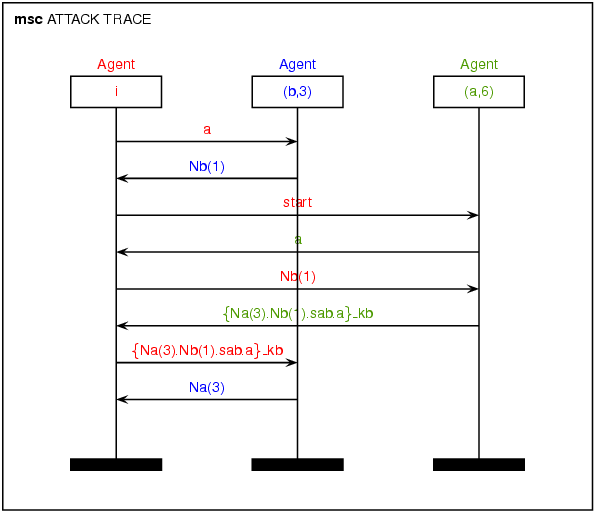 msc ATTACK TRACE
Agent Agent Agent
i (b,3) (a,6)
a
Nb(1)
start
a
Nb(1)
{Na(3).Nb(1).sab.a}_kb
{Na(3).Nb(1).sab.a}_kb
Na(3)